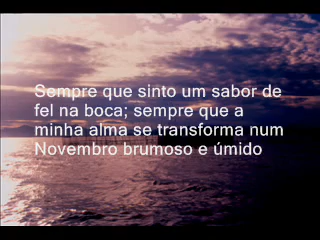 Sempre que sinto um sabor de
fel na boca; sempre que a
minha alma se transforma num
Novembro brumoso e úmido